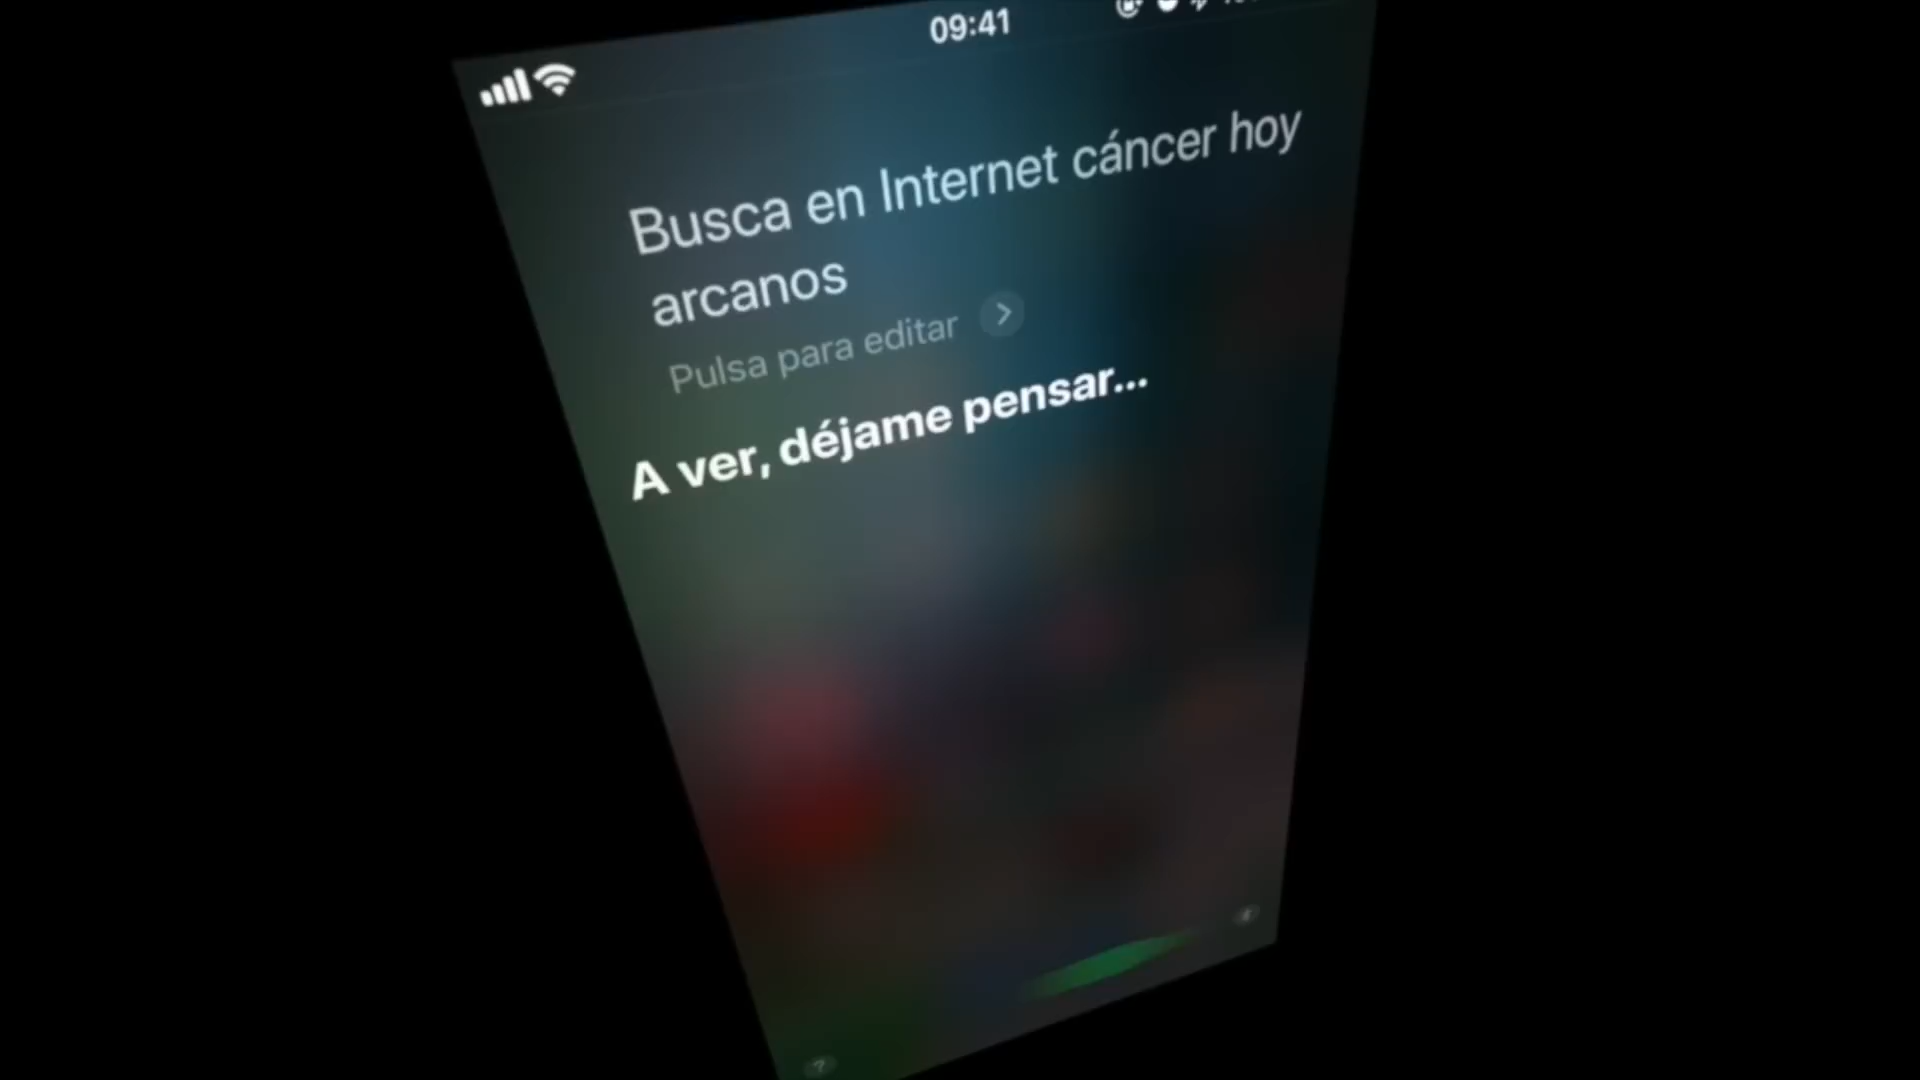 09:41
Busca en Internet cáncer hoy
arcanos
Pulsa para editar
A ver, déjame pensar...
?